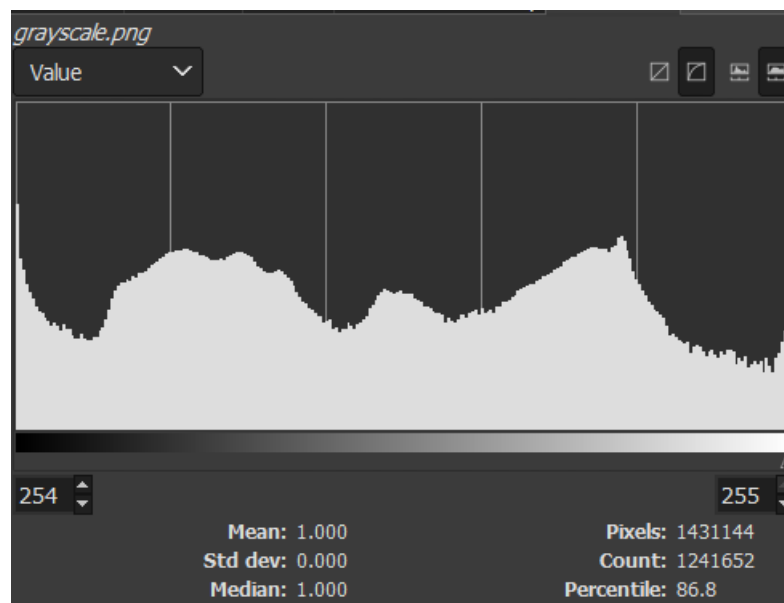 grayscale.png
Value
254 255
Mean: 1.000 Pixels: 1431144
Std dev: 0.000 Count: 1241652
Median: 1.000 Percentile: 86.8